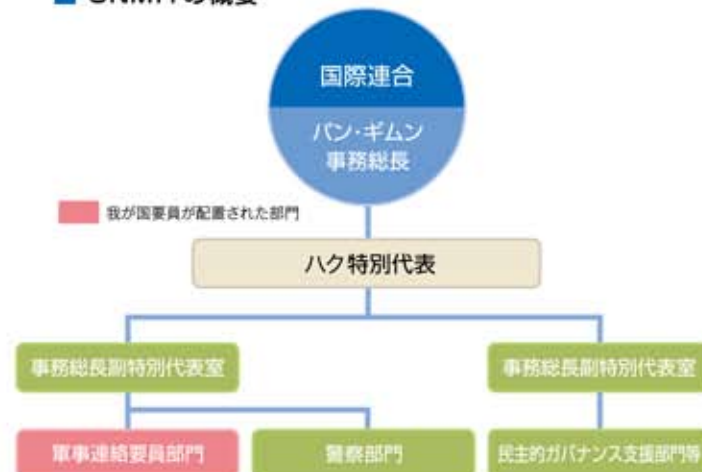 国際連合
バン・ギムン
事務総長
我が国要員が配置された部門
ハク特別代表
事務総長副特別代表室
事務総長副特別代表室
軍事連絡要員部門
警察部門
民主的ガバナンス支援部門等